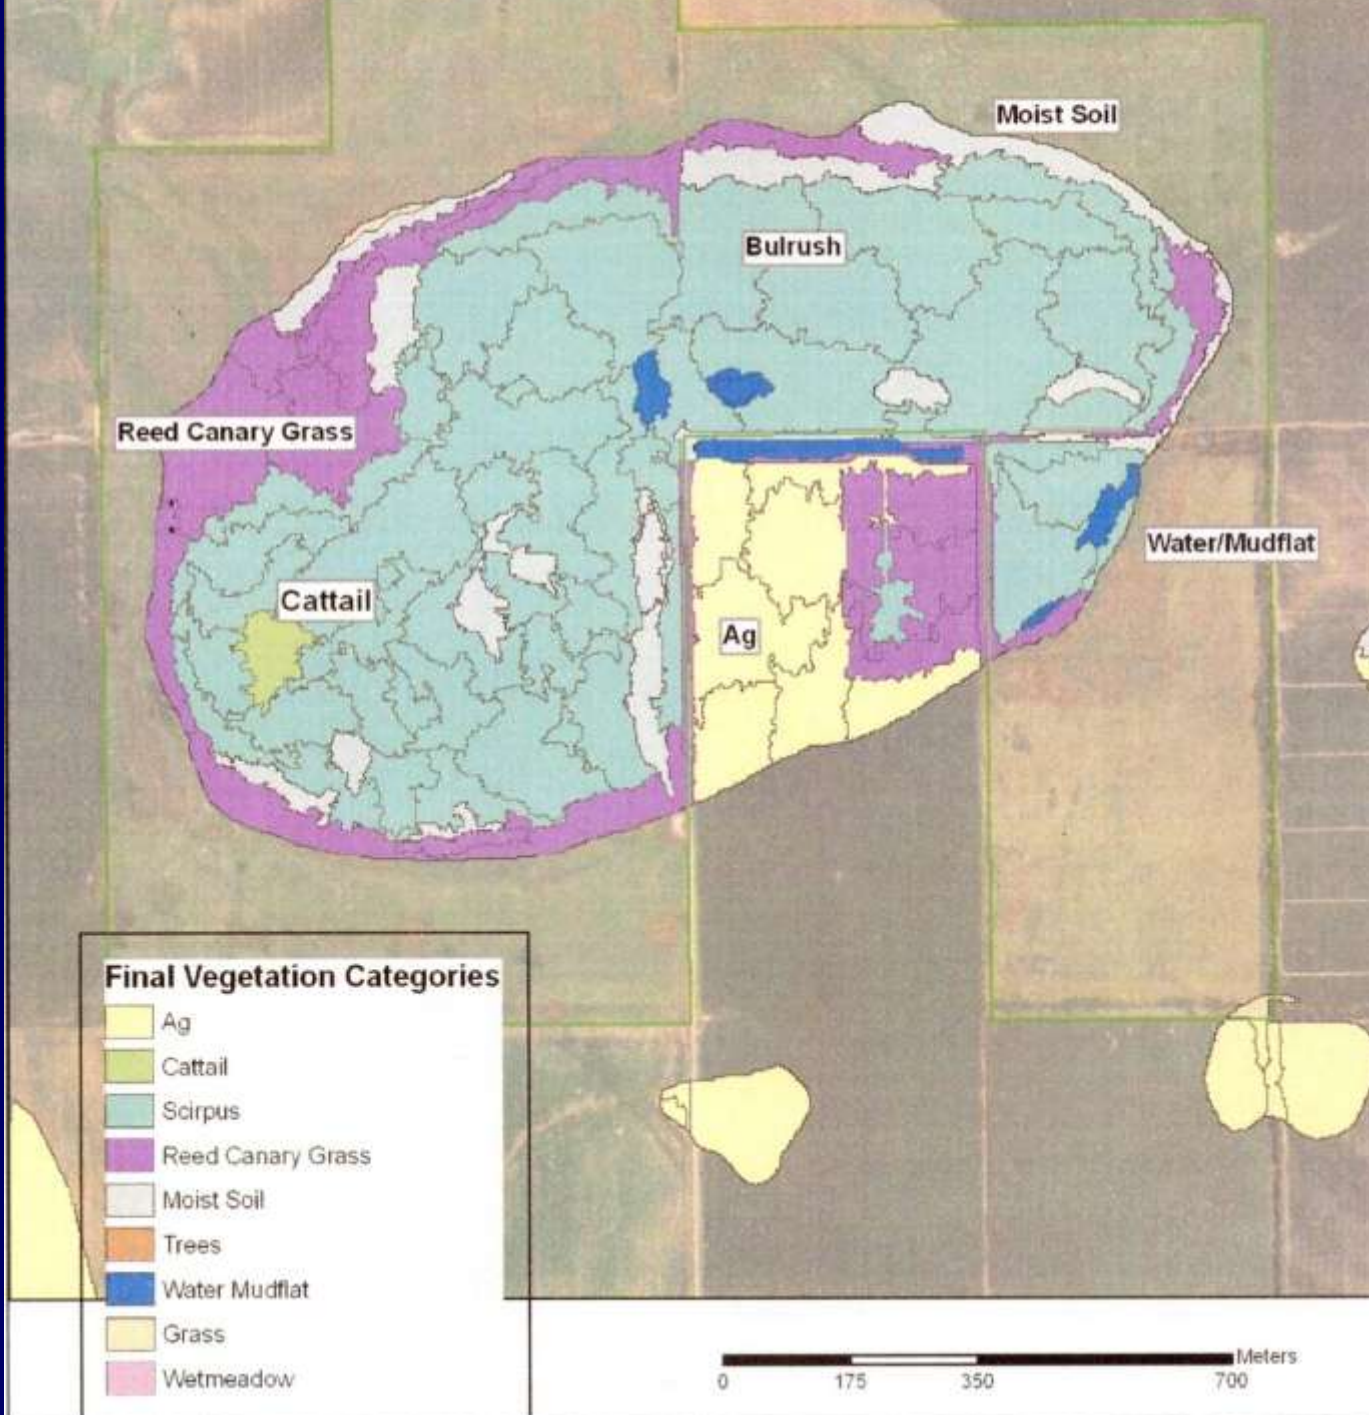 Moist Soil
Bulrush
Reed Canary Grass
Water/Mudflat
Cattail
Ag
Final Vegetation Categories
Ag
Cattail
Scirpus
Reed Canary Grass
Moist Soil
Trees
Water Mudflat
Grass
Wetmeadow
Meters
0 175 350 700